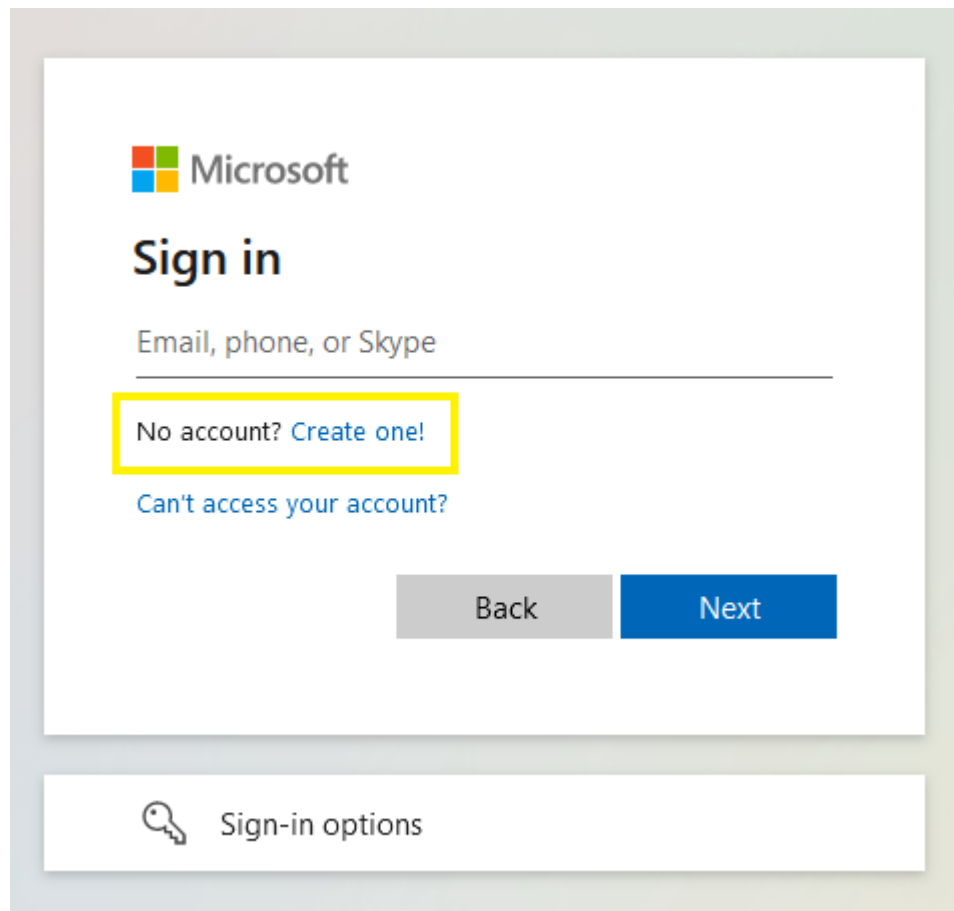 Microsoft
Sign in
Email, phone, or Skype
No account? Create one!
Can't access your account?
Back
Next
Sign-in options